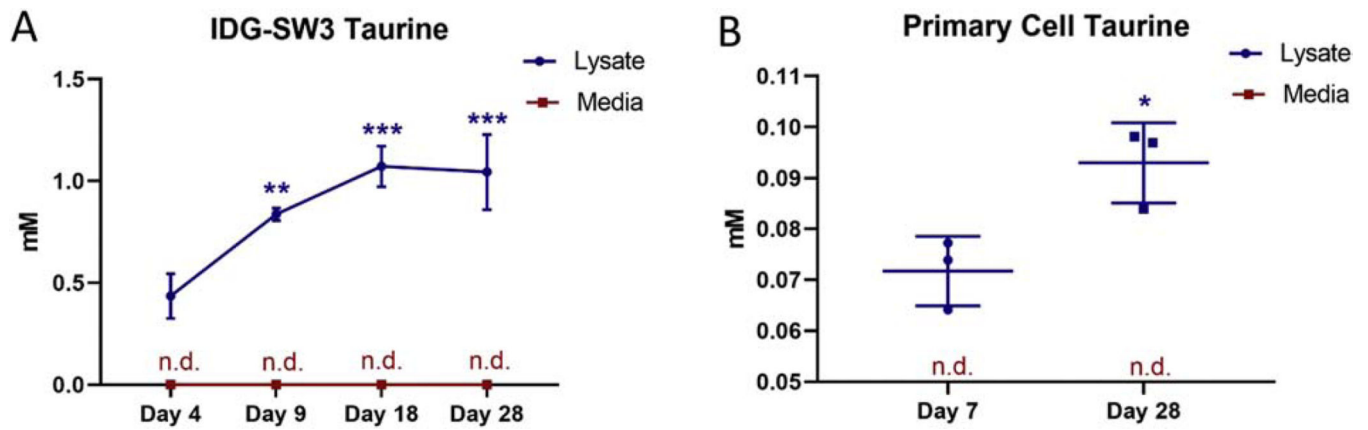 A
IDG-SW3 Taurine
Lysate
Media
1.5
1.0
0.5
0.0
mM
**
***
***
n.d.
n.d.
n.d.
n.d.
Day 4
Day 9
Day 18
Day 28
B
Primary Cell Taurine
Lysate
Media
0.11
0.10
0.09
0.08
0.07
0.06
0.05
mM
*
n.d.
n.d.
Day 7
Day 28